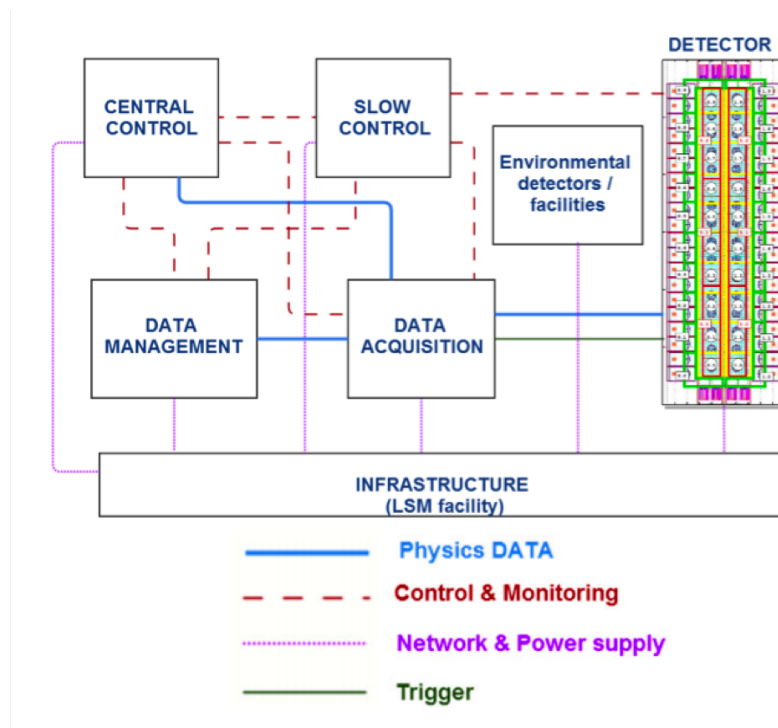 DETECTOR
CENTRAL
CONTROL
SLOW
CONTROL
Environmental
detectors /
facilities
DATA
MANAGEMENT
DATA
ACQUISITION
INFRASTRUCTURE
(LSM facility)
Physics DATA
Control & Monitoring
Network & Power supply
Trigger